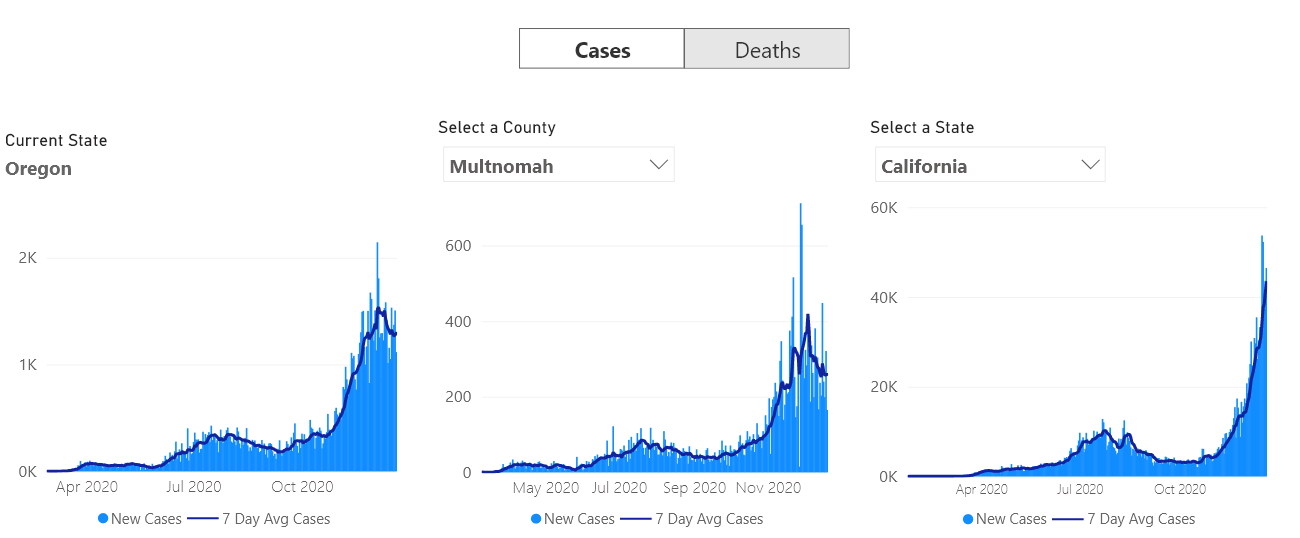 Cases Deaths
Current State
Oregon
2K
1K
0K
Apr 2020 Jul 2020 Oct 2020
New Cases 7 Day Avg Cases
Select a County
Multnomah
600
400
200
0
May 2020 Jul 2020 Sep 2020 Nov 2020
New Cases 7 Day Avg Cases
Select a State
California
60K
40K
20K
0K
Apr 2020 Jul 2020 Oct 2020
New Cases 7 Day Avg Cases